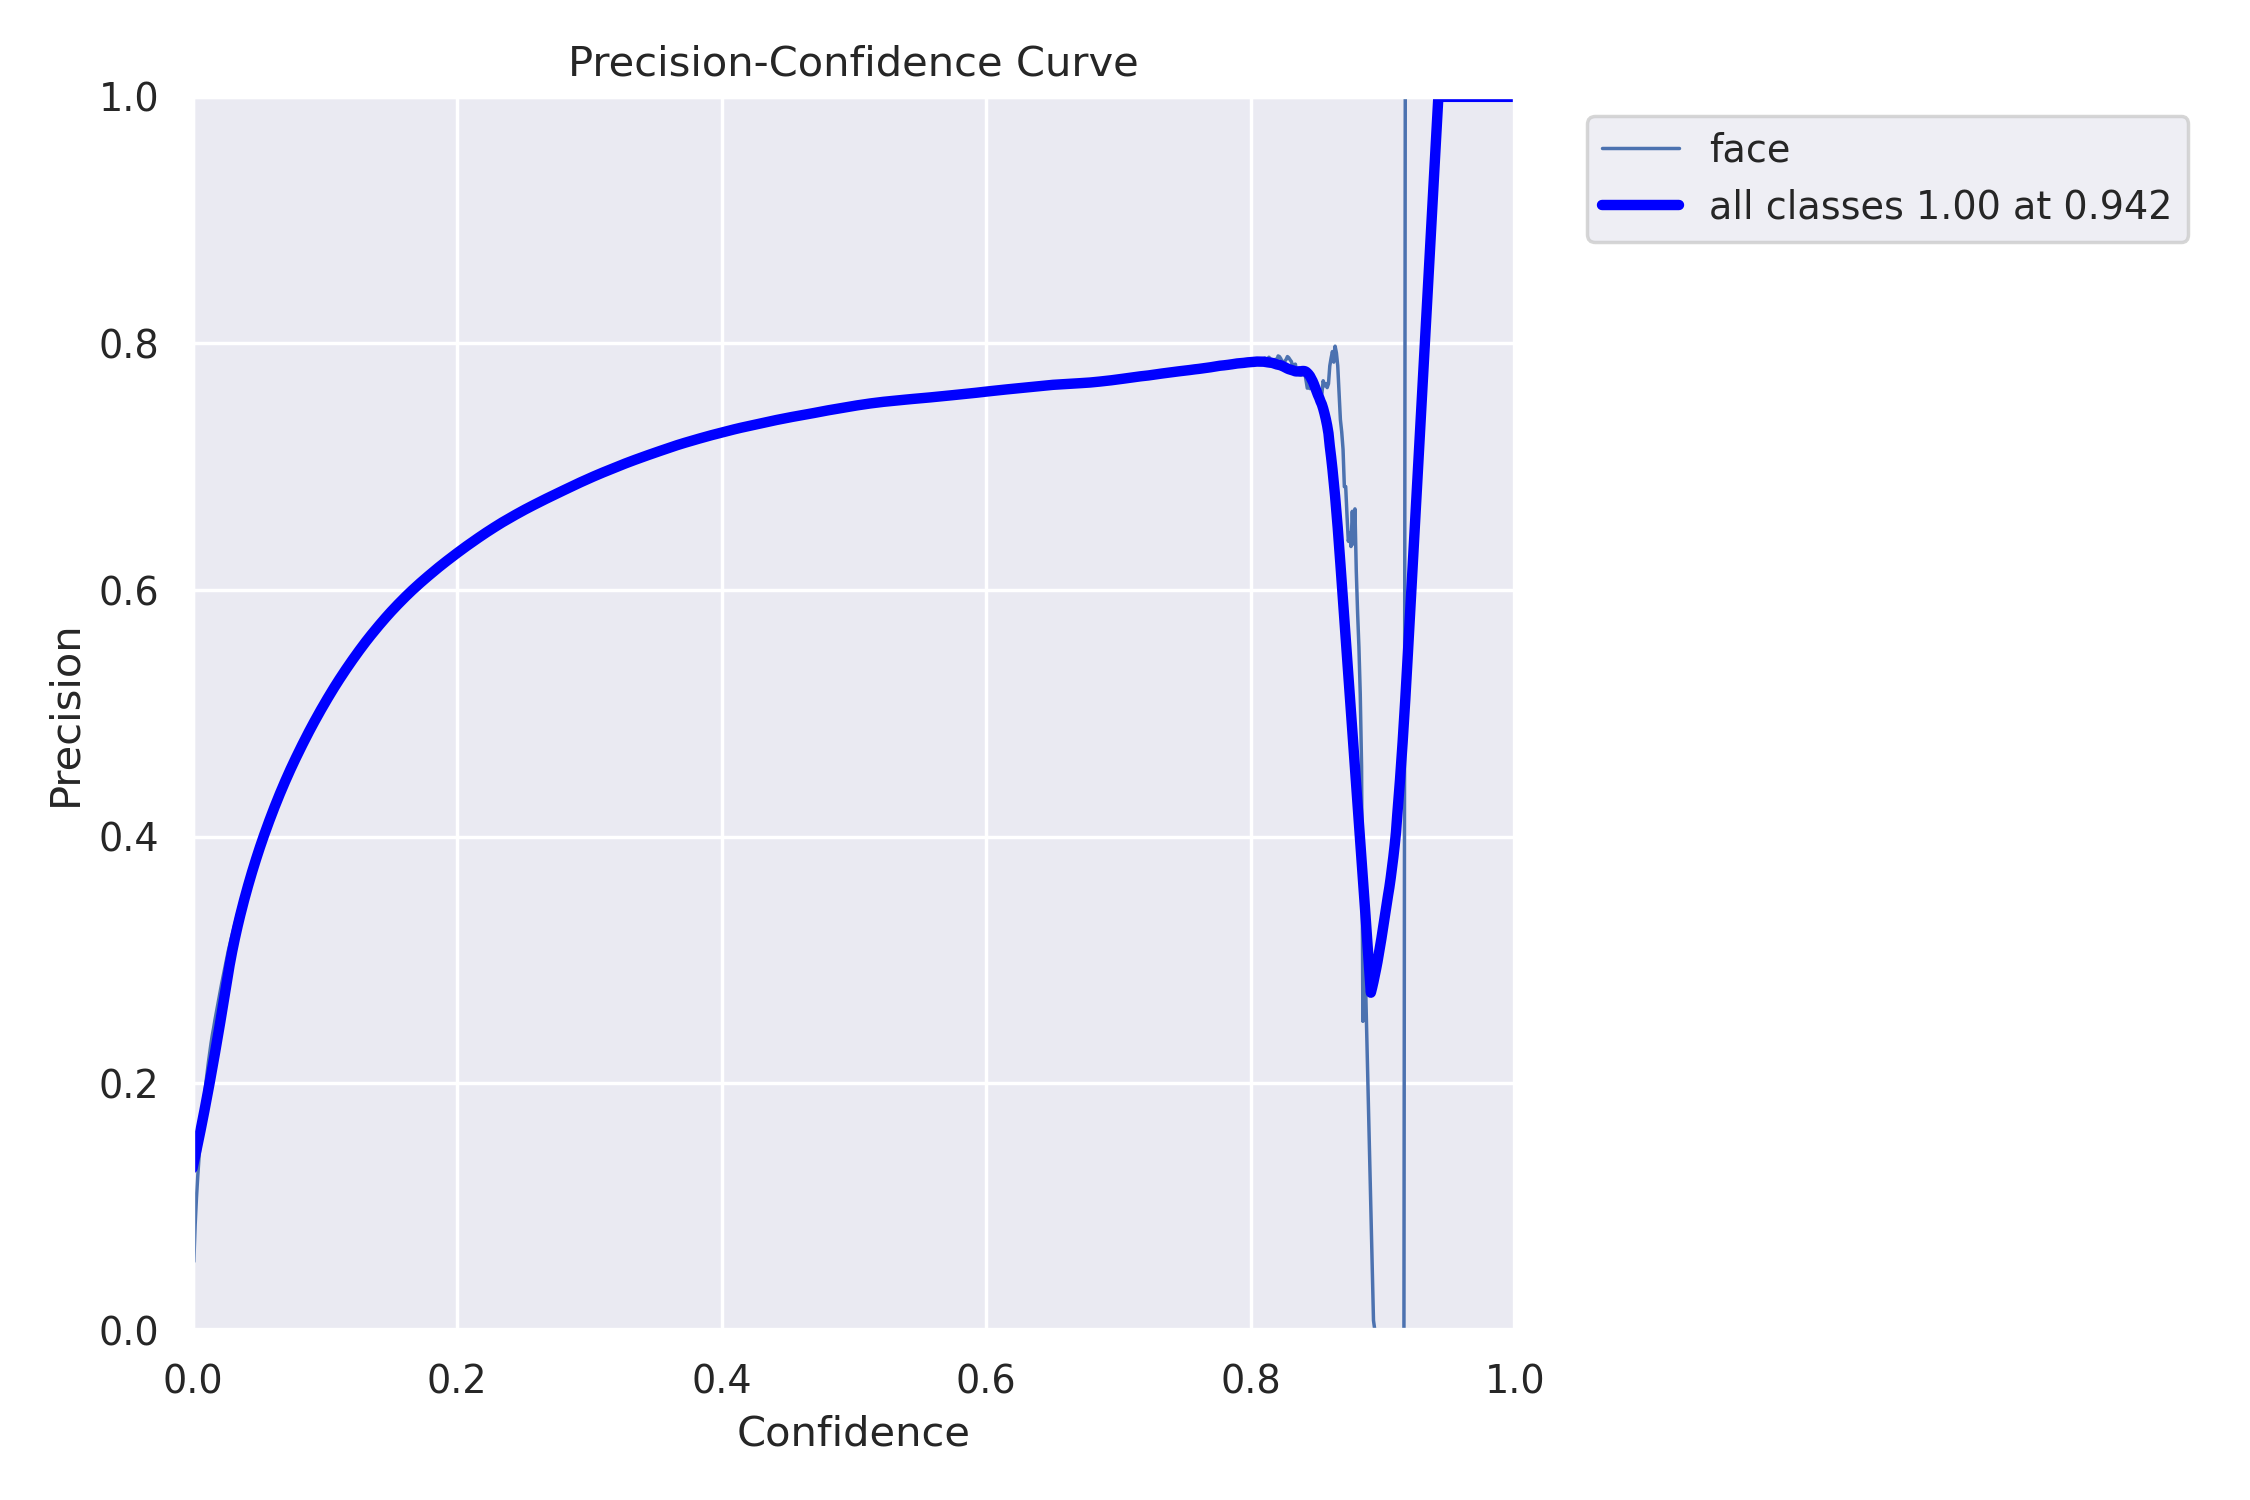 Precision-Confidence Curve
1.0
0.8
0.6
0.4
0.2
0.0
Precision
0.0 0.2 0.4 0.6 0.8 1.0
Confidence
face
all classes 1.00 at 0.942